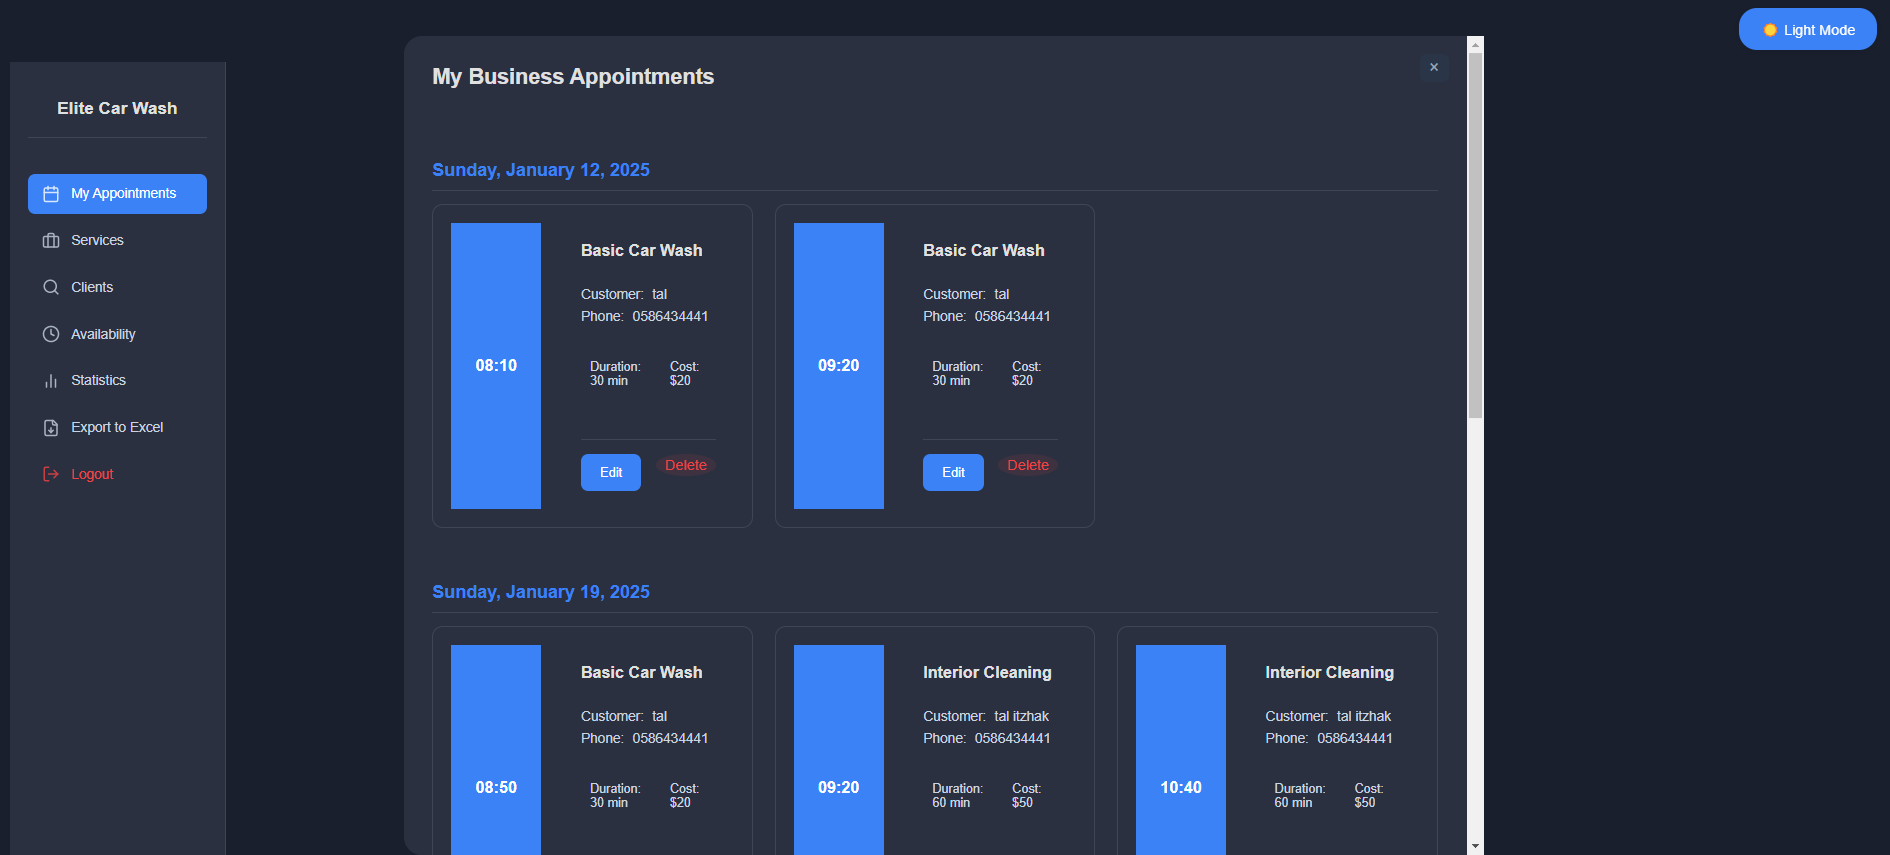 Light Mode
Elite Car Wash
My Appointments
Services
Clients
Availability
Statistics
Export to Excel
Logout
My Business Appointments
×
Sunday, January 12, 2025
08:10
Basic Car Wash
Customer: tal
Phone: 0586434441
Duration:
30 min
Cost:
$20
Edit
Delete
09:20
Basic Car Wash
Customer: tal
Phone: 0586434441
Duration:
30 min
Cost:
$20
Edit
Delete
Sunday, January 19, 2025
08:50
Basic Car Wash
Customer: tal
Phone: 0586434441
Duration:
30 min
Cost:
$20
09:20
Interior Cleaning
Customer: tal itzhak
Phone: 0586434441
Duration:
60 min
Cost:
$50
10:40
Interior Cleaning
Customer: tal itzhak
Phone: 0586434441
Duration:
60 min
Cost:
$50